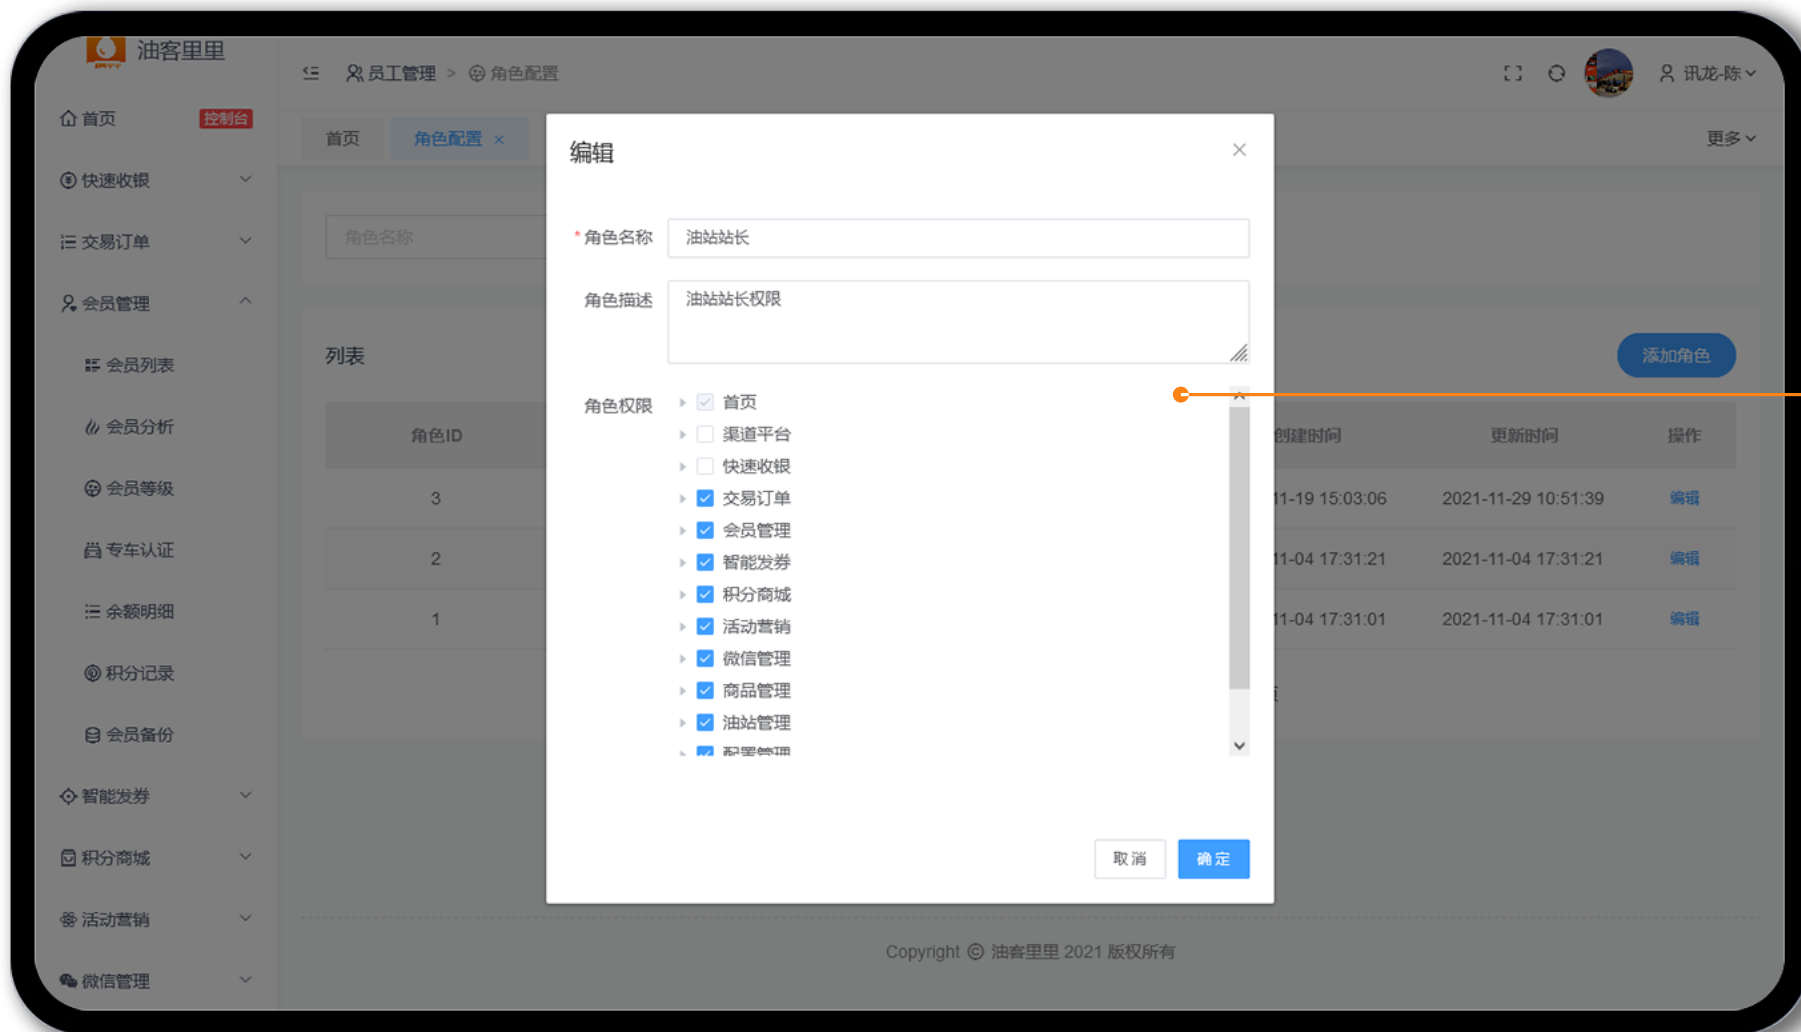 油客里里
员工管理 > 角色配置
讯龙-陈
首页 控制台
快速收银
交易订单
会员管理
会员列表
会员分析
会员等级
专车认证
余额明细
积分记录
会员备份
智能发券
积分商城
活动营销
微信管理
首页 角色配置 ×
更多
角色名称
列表
添加角色
角色ID 创建时间 更新时间 操作
3 11-19 15:03:06 2021-11-29 10:51:39 编辑
2 11-04 17:31:21 2021-11-04 17:31:21 编辑
1 11-04 17:31:01 2021-11-04 17:31:01 编辑
编辑
* 角色名称 油站站长
角色描述 油站站长权限
角色权限 首页
渠道平台
快速收银
交易订单
会员管理
智能发券
积分商城
活动营销
微信管理
商品管理
油站管理
配置管理
取消 确定
Copyright © 油客里里 2021 版权所有